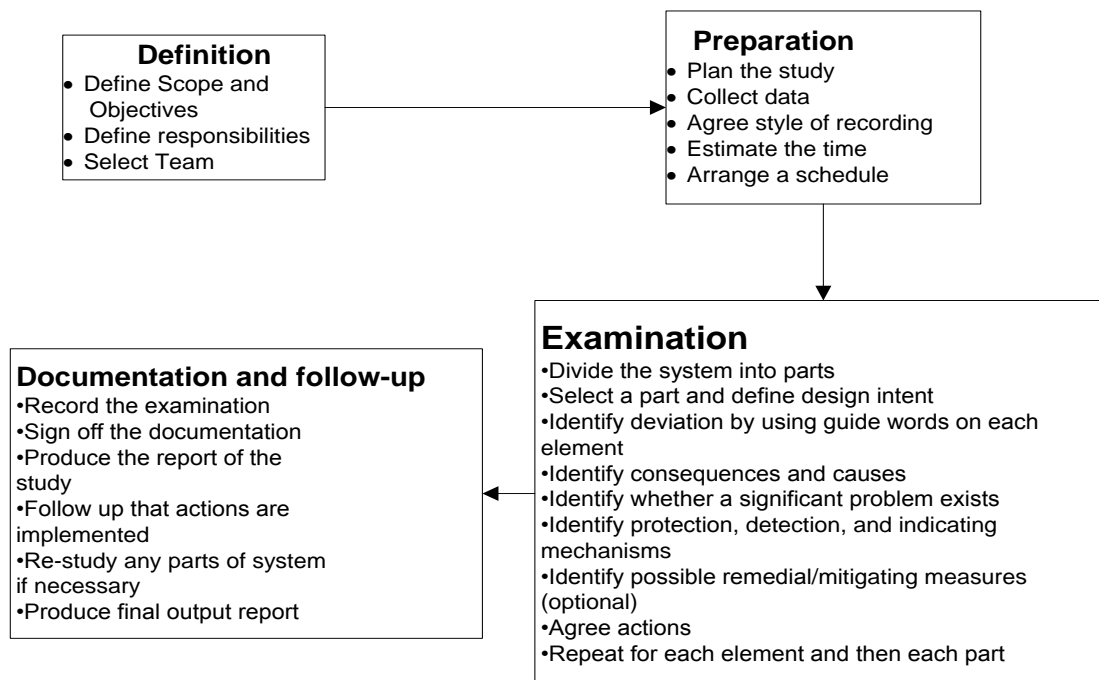 Definition
• Define Scope and
Objectives
• Define responsibilities
• Select Team
Preparation
• Plan the study
• Collect data
• Agree style of recording
• Estimate the time
• Arrange a schedule
Examination
•Divide the system into parts
•Select a part and define design intent
•Identify deviation by using guide words on each
element
•Identify consequences and causes
•Identify whether a significant problem exists
•Identify protection, detection, and indicating
mechanisms
•Identify possible remedial/mitigating measures
(optional)
•Agree actions
•Repeat for each element and then each part
Documentation and follow-up
•Record the examination
•Sign off the documentation
•Produce the report of the
study
•Follow up that actions are
implemented
•Re-study any parts of system
if necessary
•Produce final output report